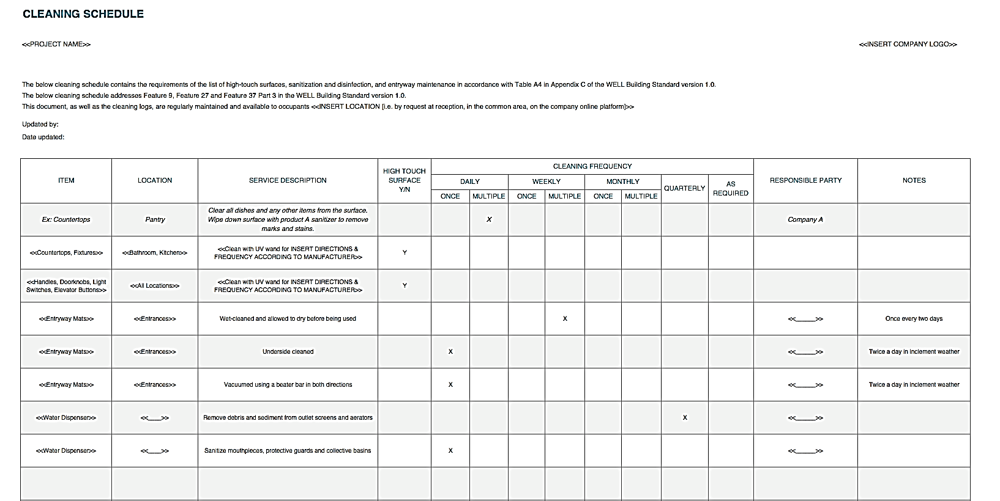 CLEANING SCHEDULE
<<PROJECT NAME>>
<<INSERT COMPANY LOGO>>
The below cleaning schedule contains the requirements of the list of high-touch surfaces, sanitization and disinfection, and entryway maintenance in accordance with Table A4 in Appendix C of the WELL Building Standard version 1.0.
The below cleaning schedule addresses Feature 9, Feature 27 and Feature 37 Part 3 in the WELL Building Standard version 1.0.
This document, as well as the cleaning logs, are regularly maintained and available to occupants <<INSERT LOCATION [i.e. by request at reception, in the common area, on the company online platform]>>
Updated by:
Date updated:
ITEM
LOCATION
SERVICE DESCRIPTION
HIGH TOUCH
SURFACE
Y/N
CLEANING FREQUENCY
DAILY
WEEKLY
MONTHLY
QUARTERLY
AS
REQUIRED
ONCE
MULTIPLE
ONCE
MULTIPLE
ONCE
MULTIPLE
RESPONSIBLE PARTY
NOTES
Ex: Countertops
Pantry
Clear all dishes and any other items from the surface.
Wipe down surface with product A sanitizer to remove
marks and stains.
X
Company A
<<Countertops, Fixtures>>
<<Bathroom, Kitchen>>
<<Clean with UV wand for INSERT DIRECTIONS &
FREQUENCY ACCORDING TO MANUFACTURER>>
Y
<<Handles, Doorknobs, Light
Switches, Elevator Buttons>>
<<All Locations>>
<<Clean with UV wand for INSERT DIRECTIONS &
FREQUENCY ACCORDING TO MANUFACTURER>>
Y
<<Entryway Mats>>
<<Entrances>>
Wet-cleaned and allowed to dry before being used
X
<<______>>
Once every two days
<<Entryway Mats>>
<<Entrances>>
Underside cleaned
X
<<______>>
Twice a day in inclement weather
<<Entryway Mats>>
<<Entrances>>
Vacuumed using a beater bar in both directions
X
<<______>>
Twice a day in inclement weather
<<Water Dispenser>>
<<____>>
Remove debris and sediment from outlet screens and aerators
X
<<______>>
<<Water Dispenser>>
<<____>>
Sanitize mouthpieces, protective guards and collective basins
X
<<______>>